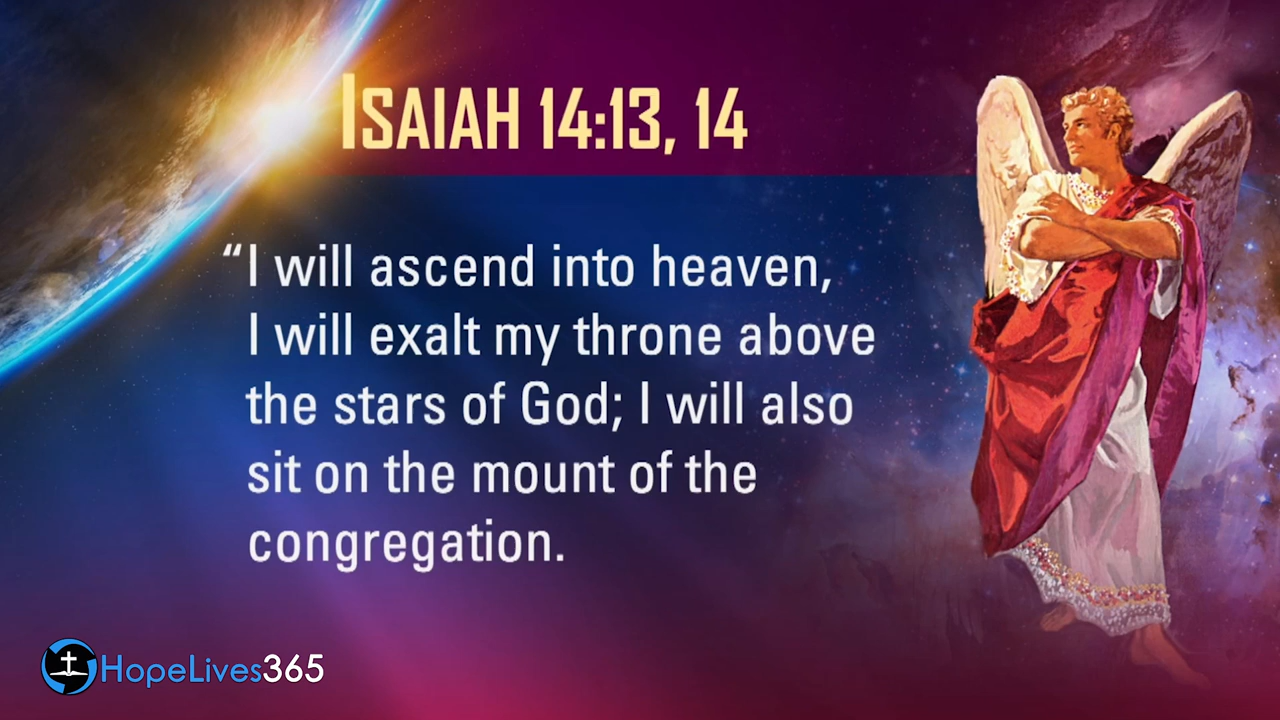 ISAIAH 14:13, 14
“I will ascend into heaven,
I will exalt my throne above
the stars of God; I will also
sit on the mount of the
congregation.
HopeLives365